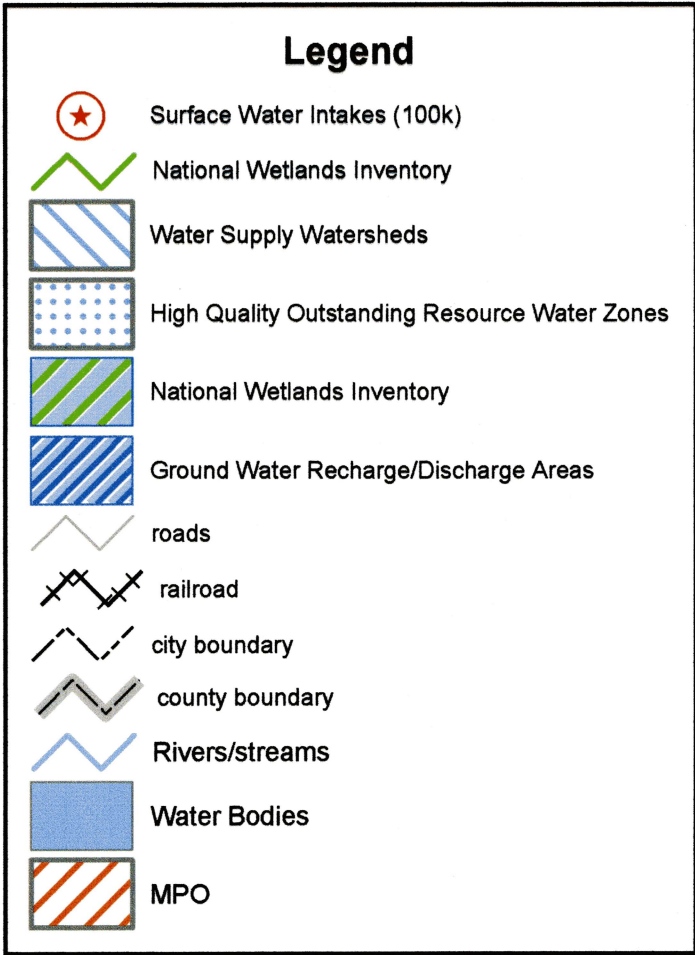 Legend
Surface Water Intakes (100k)
National Wetlands Inventory
Water Supply Watersheds
High Quality Outstanding Resource Water Zones
National Wetlands Inventory
Ground Water Recharge/Discharge Areas
roads
railroad
city boundary
county boundary
Rivers/streams
Water Bodies
MPO